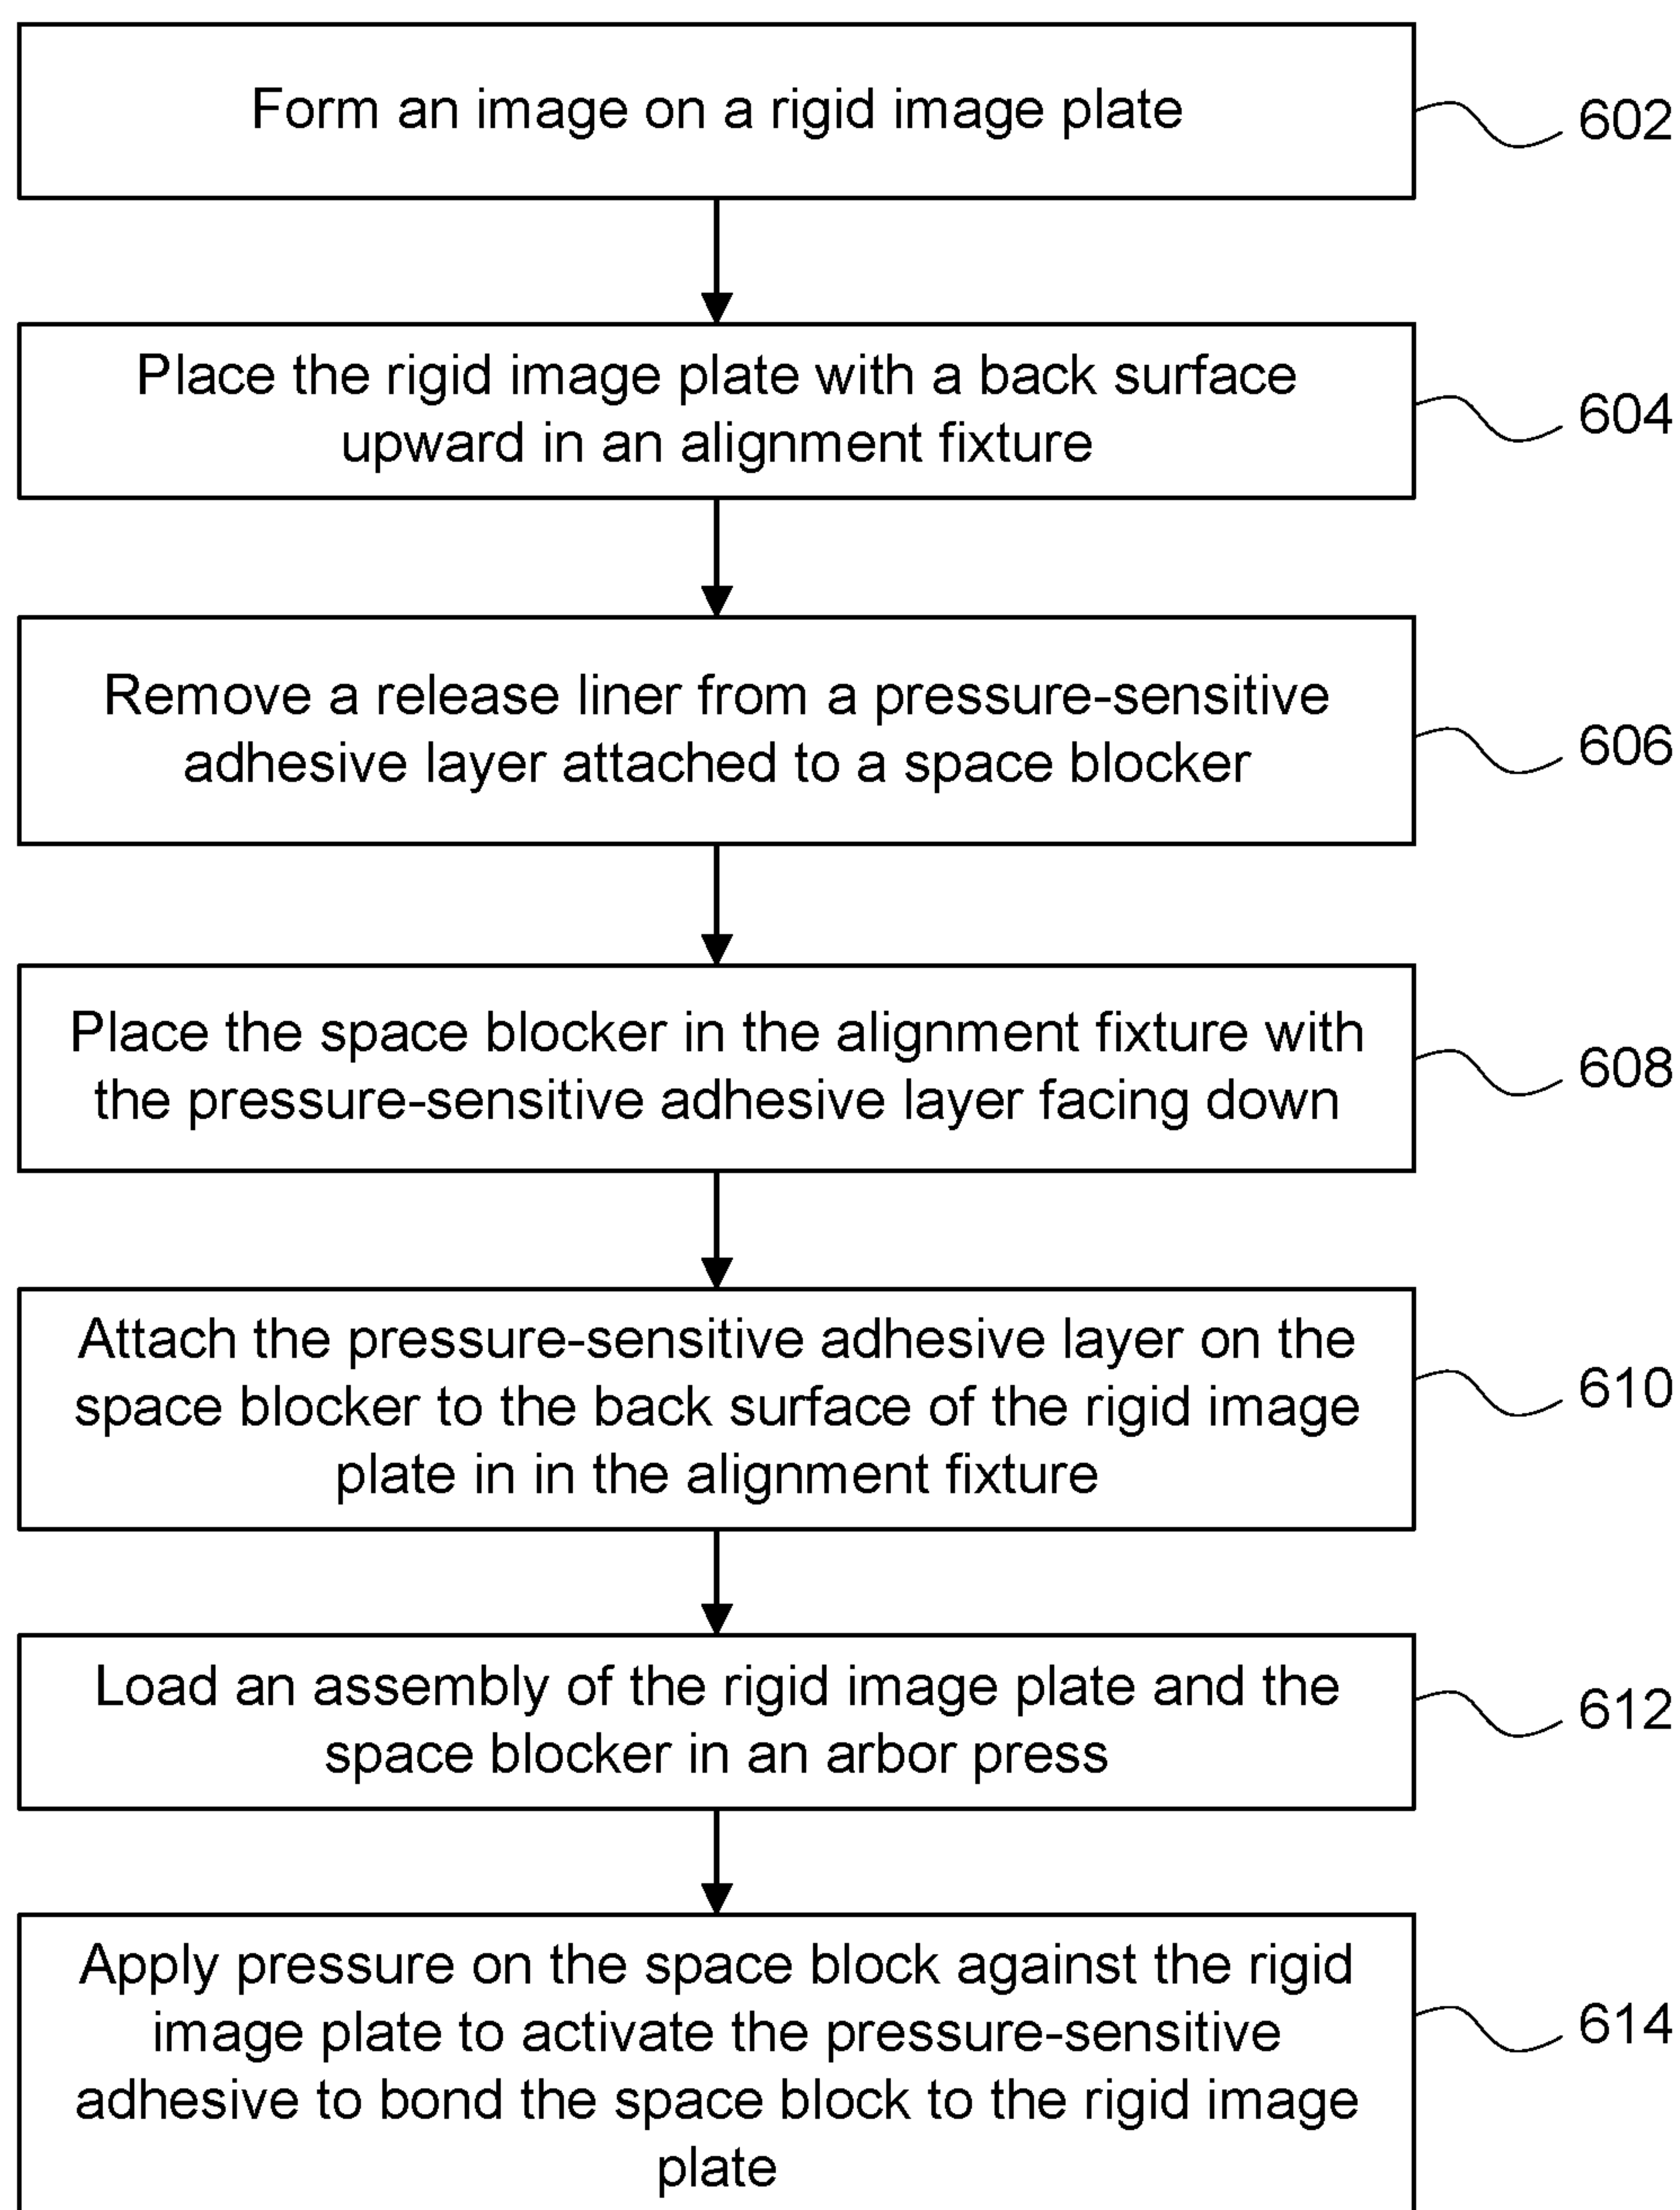 Form an image on a rigid image plate
602
Place the rigid image plate with a back surface
upward in an alignment fixture
604
Remove a release liner from a pressure-sensitive
adhesive layer attached to a space blocker
606
Place the space blocker in the alignment fixture with
the pressure-sensitive adhesive layer facing down
608
Attach the pressure-sensitive adhesive layer on the
space blocker to the back surface of the rigid image
plate in in the alignment fixture
610
Load an assembly of the rigid image plate and the
space blocker in an arbor press
612
Apply pressure on the space block against the rigid
image plate to activate the pressure-sensitive
adhesive to bond the space block to the rigid image
plate
614